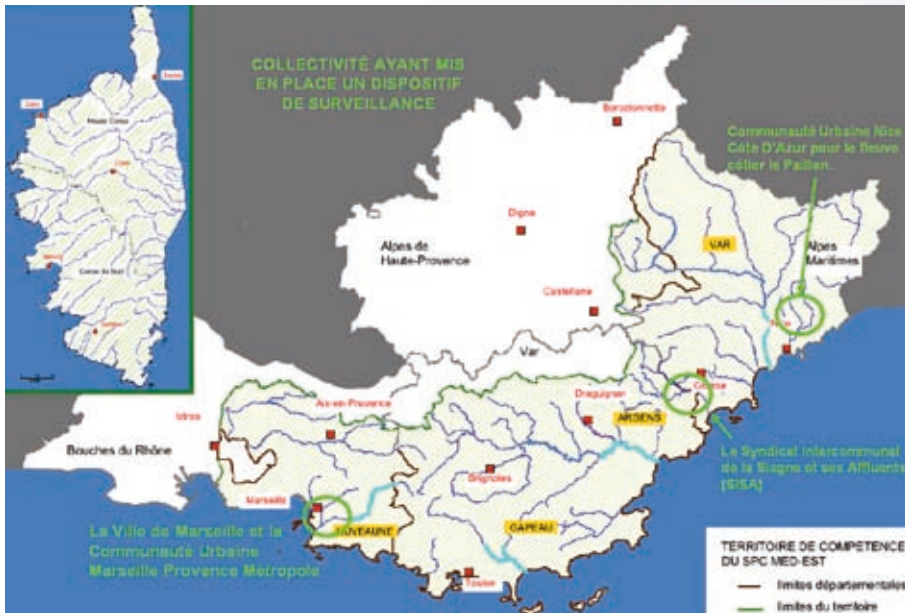 COLLECTIVITÉ AYANT MIS
EN PLACE UN DISPOSITIF
DE SURVEILLANCE
Barcelonnette
Communauté Urbaine Nice
Côte D'Azur pour le fleuve
côtier le Paillon.
Digne
Alpes de
Haute-Provence
VAR
Alpes
Maritimes
Castellane
Nice
Var
Grasse
Draguignan
Aix-en-Provence
ARGENS
Istres
Bouches du Rhône
Le Syndicat Intercommunal
de la Siagne et ses Affluents
(SISA)
Brignoles
Marseille
HUVEAUNE
GAPEAU
La Ville de Marseille et la
Communauté Urbaine
Marseille Provence Métropole
Toulon
TERRITOIRE DE COMPETENCE
DU SPC MED-EST
limites départementales
limites du territoire
Bastia
Haute Corse
Corte
Corse du Sud